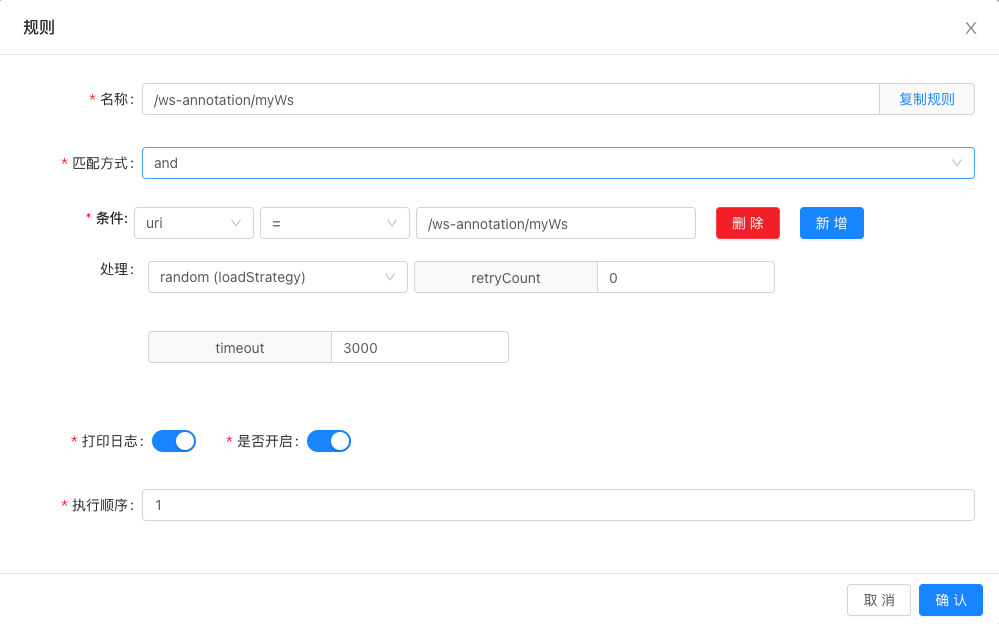 规则
* 名称: /ws-annotation/myWs 复制规则
* 匹配方式: and
* 条件: uri = /ws-annotation/myWs 删 除 新 增
处理: random (loadStrategy) retryCount 0
timeout 3000
* 打印日志: * 是否开启:
* 执行顺序: 1
取 消 确 认